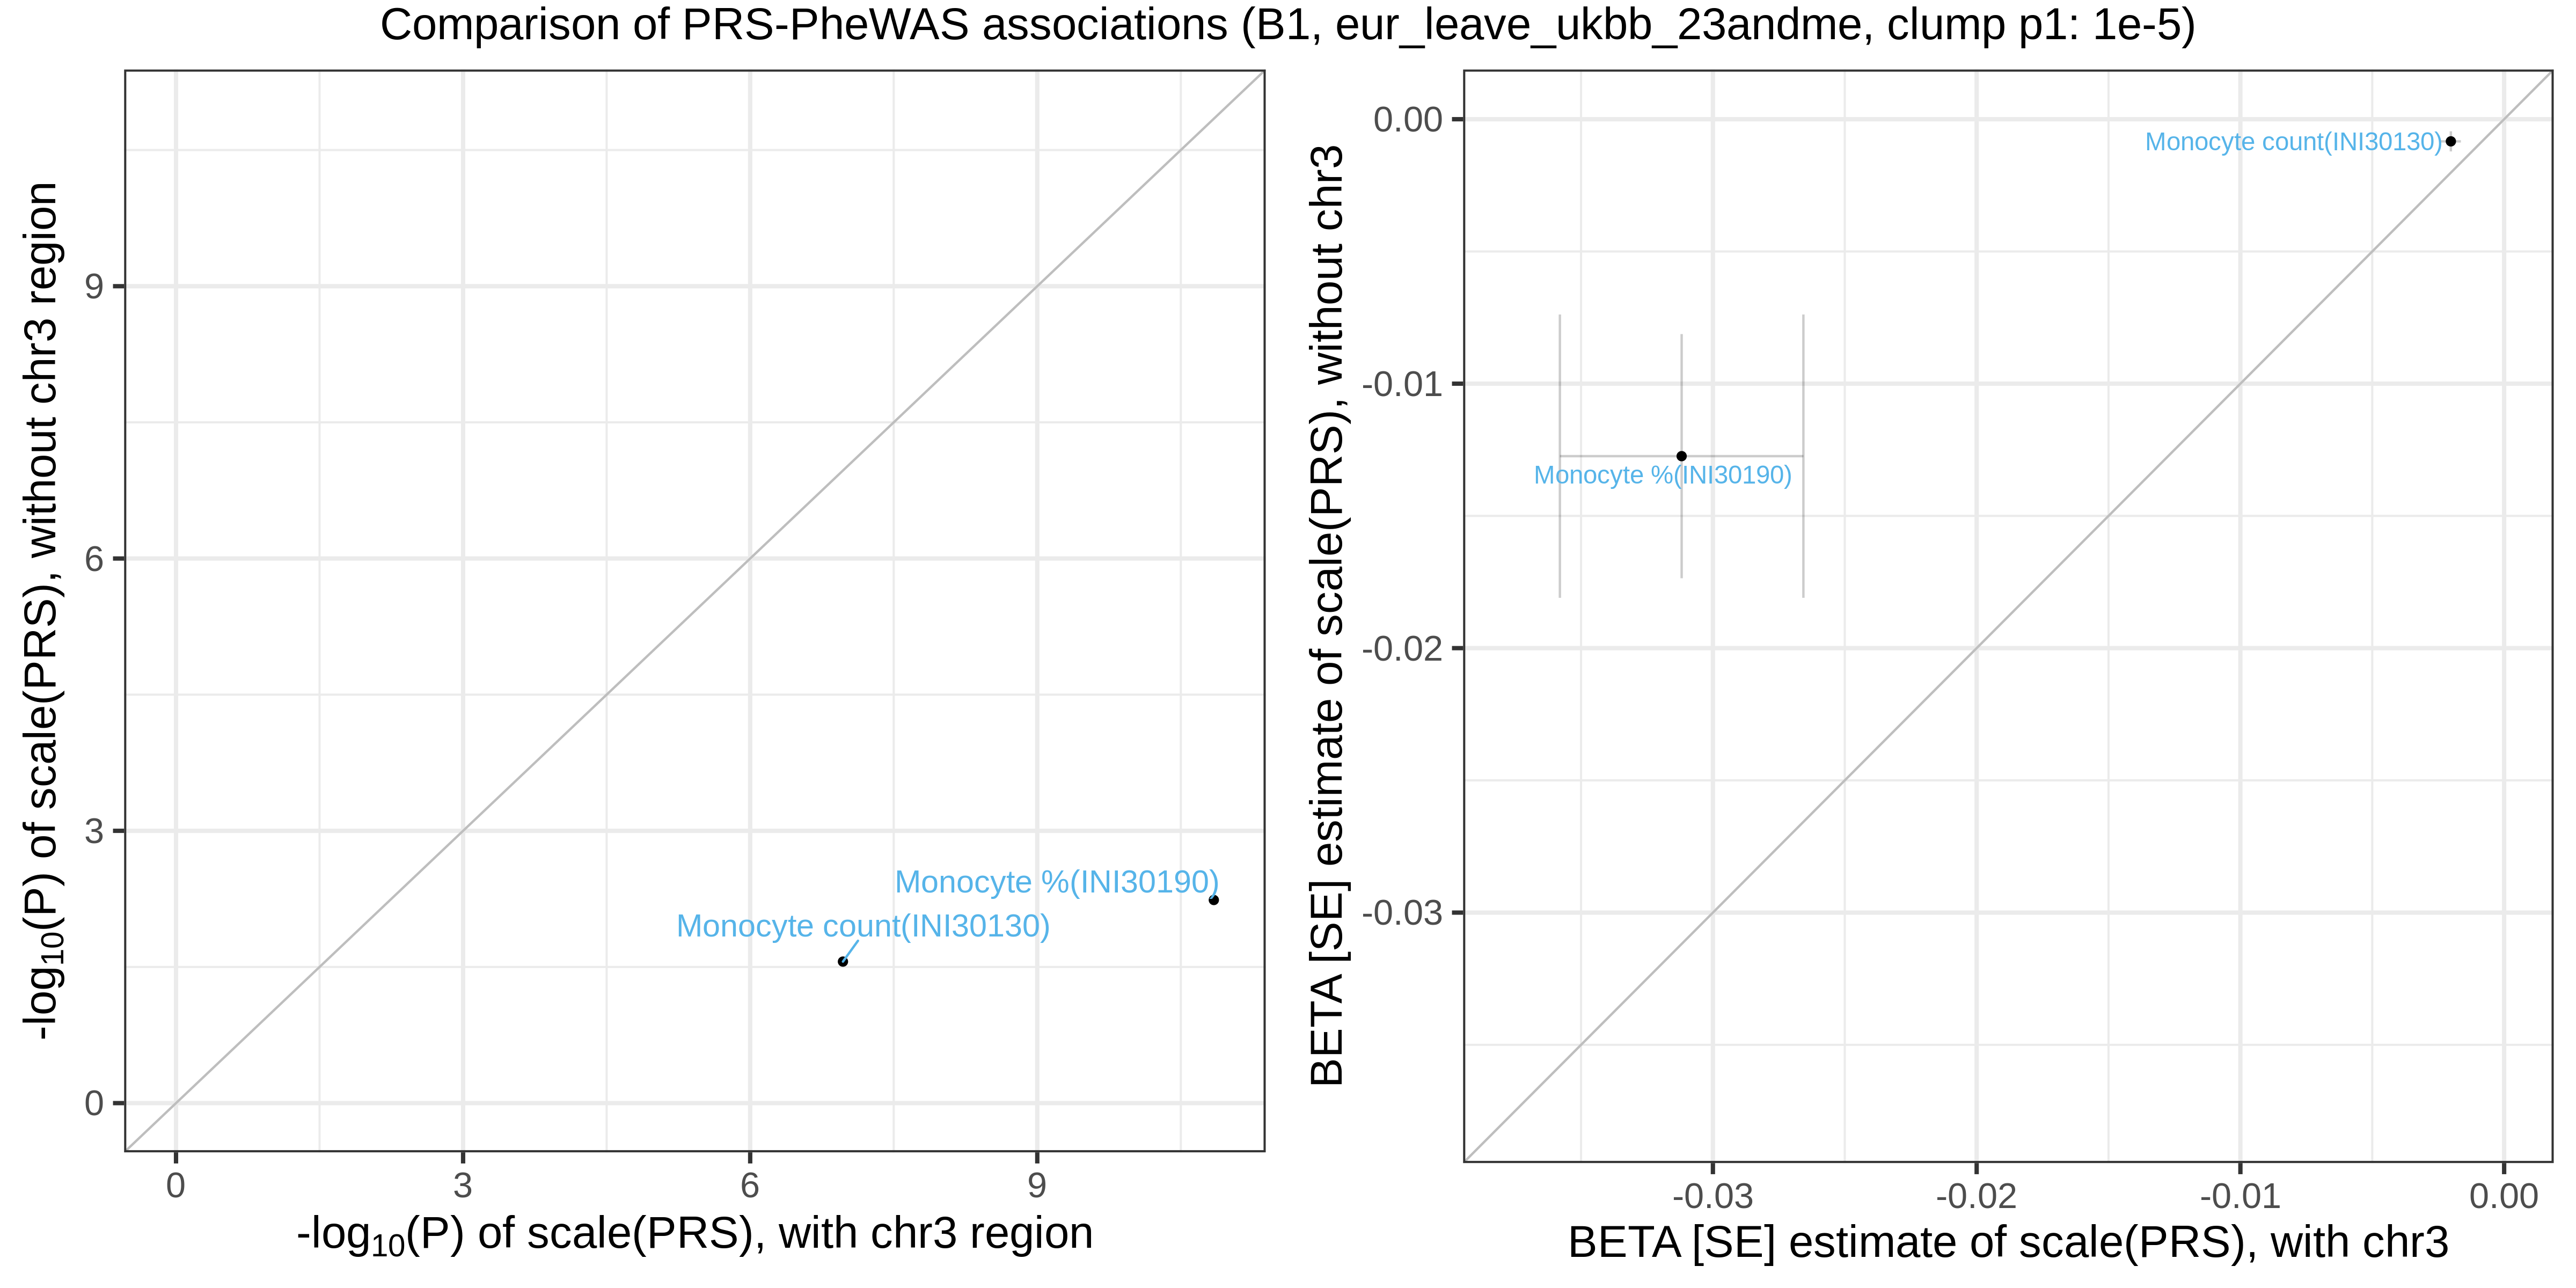 Comparison of PRS-PheWAS associations (B1, eur_leave_ukbb_23andme, clump p1: 1e-5)
-log10(P) of scale(PRS), without chr3 region
9
6
3
0
Monocyte %(INI30190)
Monocyte count(INI30130)
0 3 6 9
-log10(P) of scale(PRS), with chr3 region
BETA [SE] estimate of scale(PRS), without chr3
0.00
-0.01
-0.02
-0.03
Monocyte count(INI30130)
Monocyte %(INI30190)
-0.03 -0.02 -0.01 0.00
BETA [SE] estimate of scale(PRS), with chr3